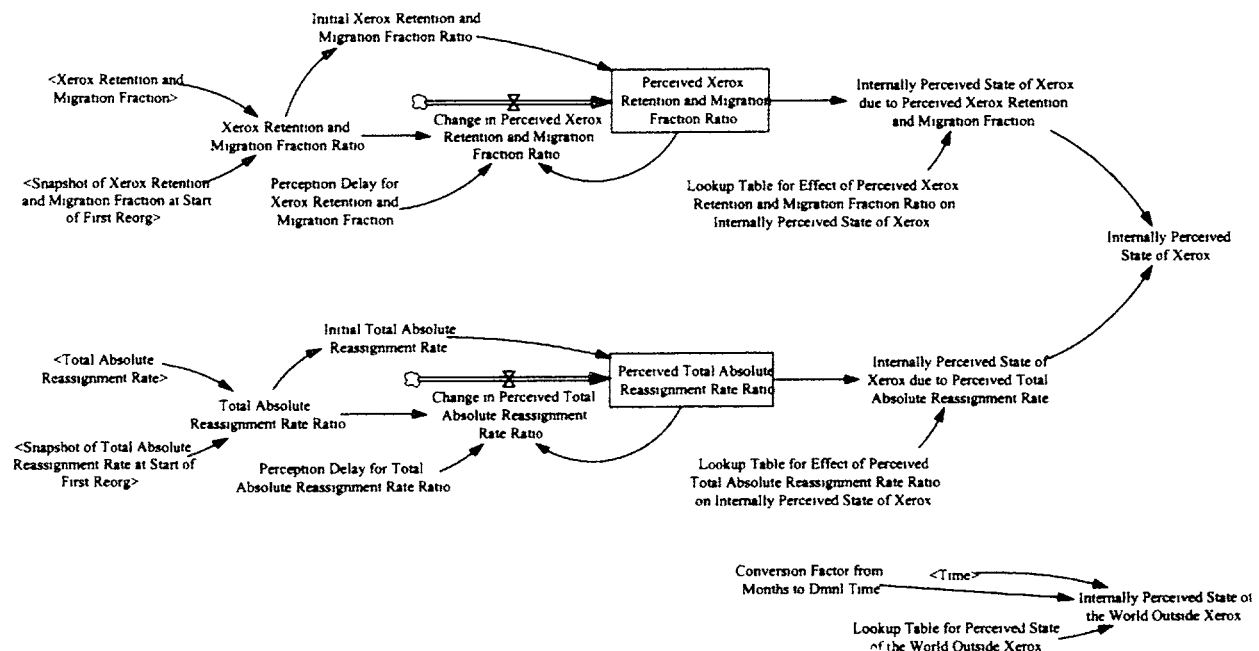 Initial Xerox Retention and
Migration Fraction Ratio
<Xerox Retention and
Migration Fraction>
Xerox Retention and
Migration Fraction Ratio
<Snapshot of Xerox Retention
and Migration Fraction at Start
of First Reorg>
Change in Perceived Xerox
Retention and Migration
Fraction Ratio
Perception Delay for
Xerox Retention and
Migration Fraction
Perceived Xerox
Retention and Migration
Fraction Ratio
Internally Perceived State of Xerox
due to Perceived Xerox Retention
and Migration Fraction
Lookup Table for Effect of Perceived Xerox
Retention and Migration Fraction Ratio on
Internally Perceived State of Xerox
Internally Perceived
State of Xerox
Initial Total Absolute
Reassignment Rate
<Total Absolute
Reassignment Rate>
Total Absolute
Reassignment Rate Ratio
<Snapshot of Total Absolute
Reassignment Rate at Start of
First Reorg>
Change in Perceived Total
Absolute Reassignment
Rate Ratio
Perception Delay for Total
Absolute Reassignment Rate Ratio
Perceived Total Absolute
Reassignment Rate Ratio
Internally Perceived State of
Xerox due to Perceived Total
Absolute Reassignment Rate
Lookup Table for Effect of Perceived
Total Absolute Reassignment Rate Ratio
on Internally Perceived State of Xerox
Conversion Factor from
Months to Dmnl Time
<Time>
Internally Perceived State of
the World Outside Xerox
Lookup Table for Perceived State
of the World Outside Xerox